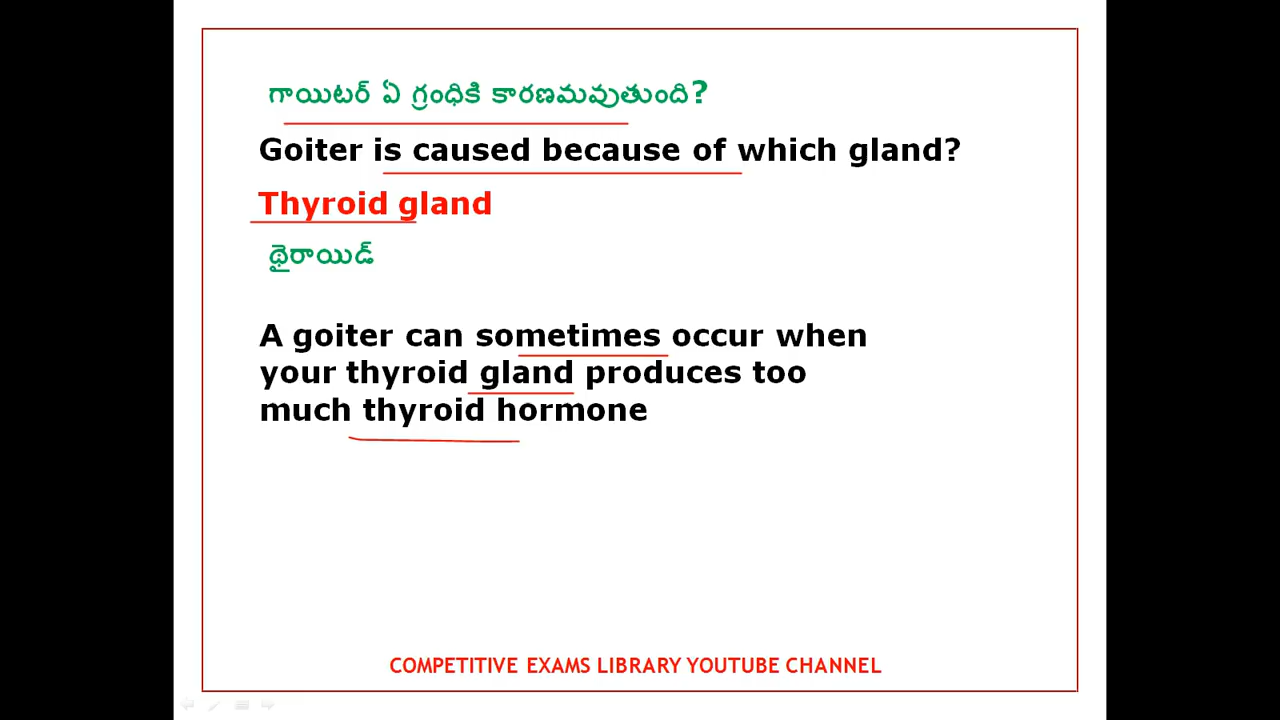 గాయిటర్ ఏ గ్రంధికి కారణమవుతుంది?
Goiter is caused because of which gland?
Thyroid gland
థైరాయిడ్
A goiter can sometimes occur when
your thyroid gland produces too
much thyroid hormone
COMPETITIVE EXAMS LIBRARY YOUTUBE CHANNEL